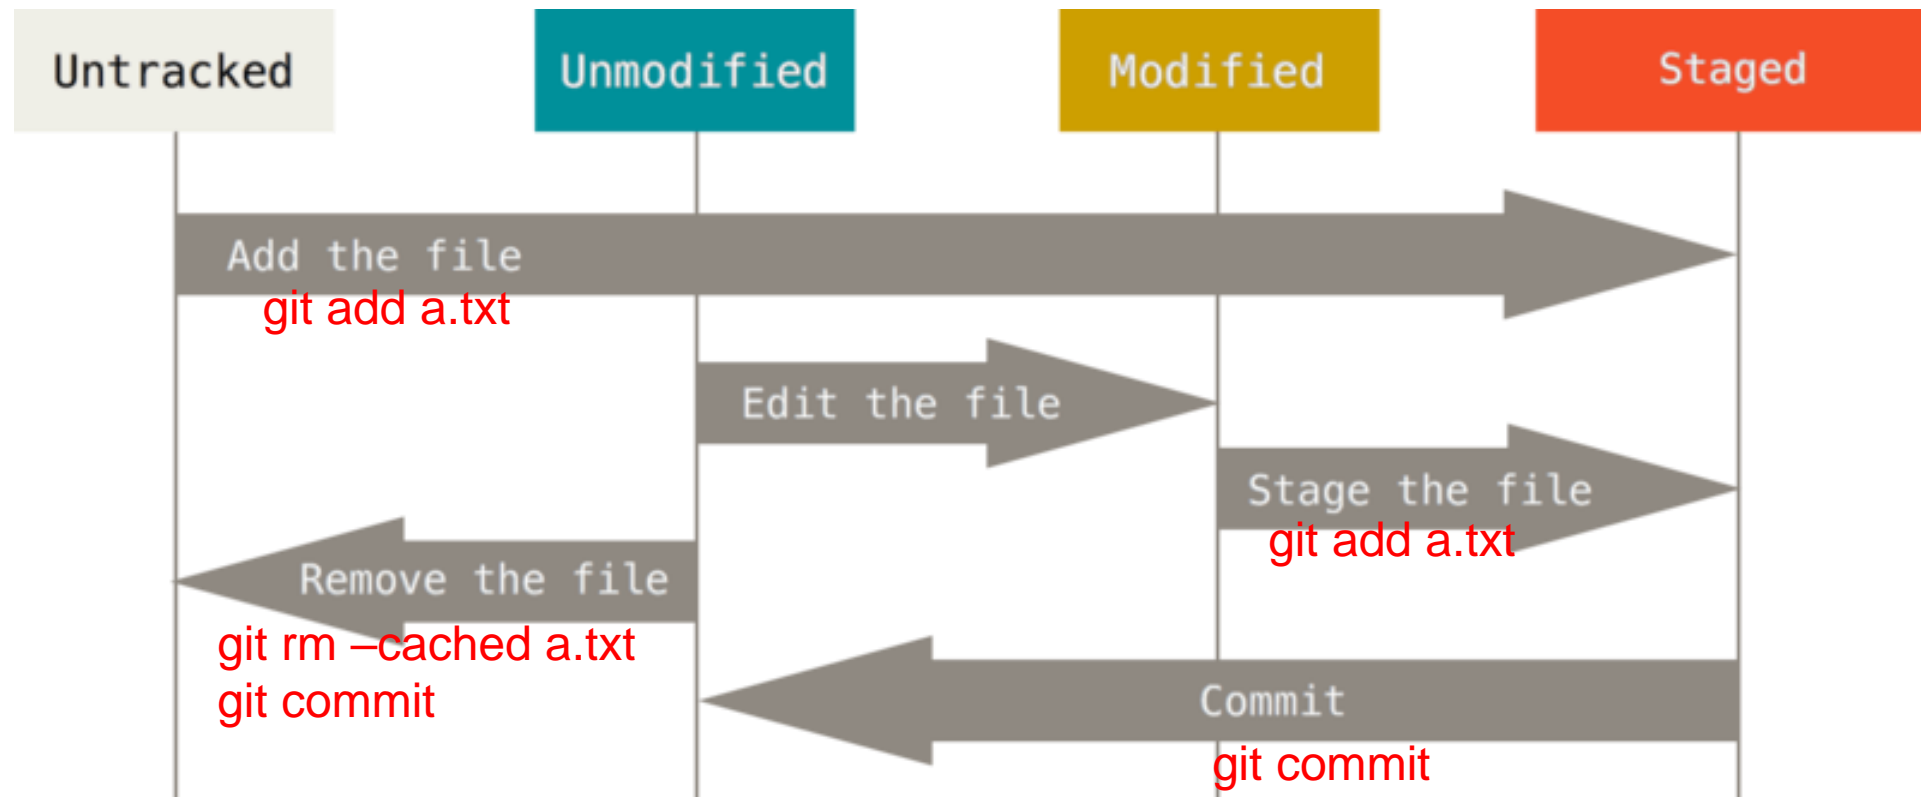 Untracked
Unmodified
Modified
Staged
Add the file
git add a.txt
Edit the file
Stage the file
git add a.txt
Remove the file
git rm –cached a.txt
git commit
Commit
git commit